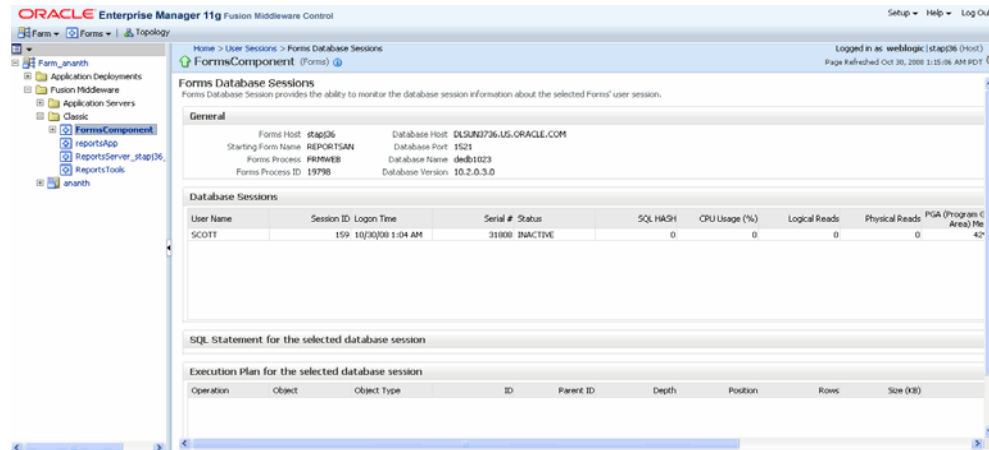 ORACLE Enterprise Manager 11g Fusion Middleware Control
Setup Help Log Ou
Farm Forms Topology
Home > User Sessions > Forms Database Sessions
Logged in as weblogic|stapj36 (Host)
FormsComponent (Forms)
Page Refreshed Oct 30, 2008 1:15:06 AM PDT
Farm_ananth
Application Deployments
Fusion Middleware
Application Servers
Classic
FormsComponent
reportsApp
ReportsServer_stapj36_
ReportsTools
ananth
Forms Database Sessions
Forms Database Session provides the ability to monitor the database session information about the selected Forms' user session.
General
Forms Host stapj36 Database Host DLSUN3736.US.ORACLE.COM
Starting Form Name REPORTSAN Database Port 1521
Forms Process FRMWEB Database Name dedb1023
Forms Process ID 19798 Database Version 10.2.0.3.0
Database Sessions
User Name Session ID Logon Time Serial # Status SQL HASH CPU Usage (%) Logical Reads Physical Reads PGA (Program G
Area) Me
SCOTT 159 10/30/08 1:04 AM 31808 INACTIVE 0 0 0 0 42
SQL Statement for the selected database session
Execution Plan for the selected database session
Operation Object Object Type ID Parent ID Depth Position Rows Size (KB)